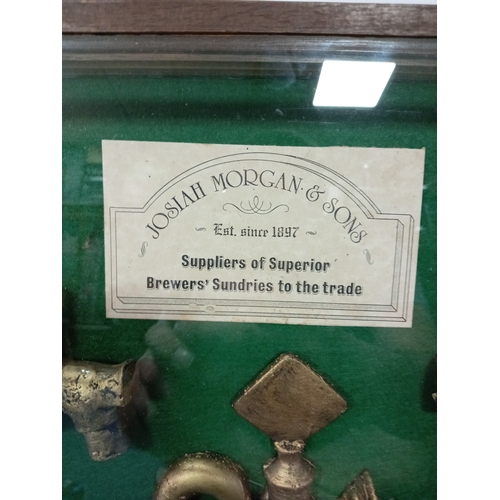 JOSIAH MORGAN & SONS
Est. since 1897
Suppliers of Superior
Brewers' Sundries to the trade